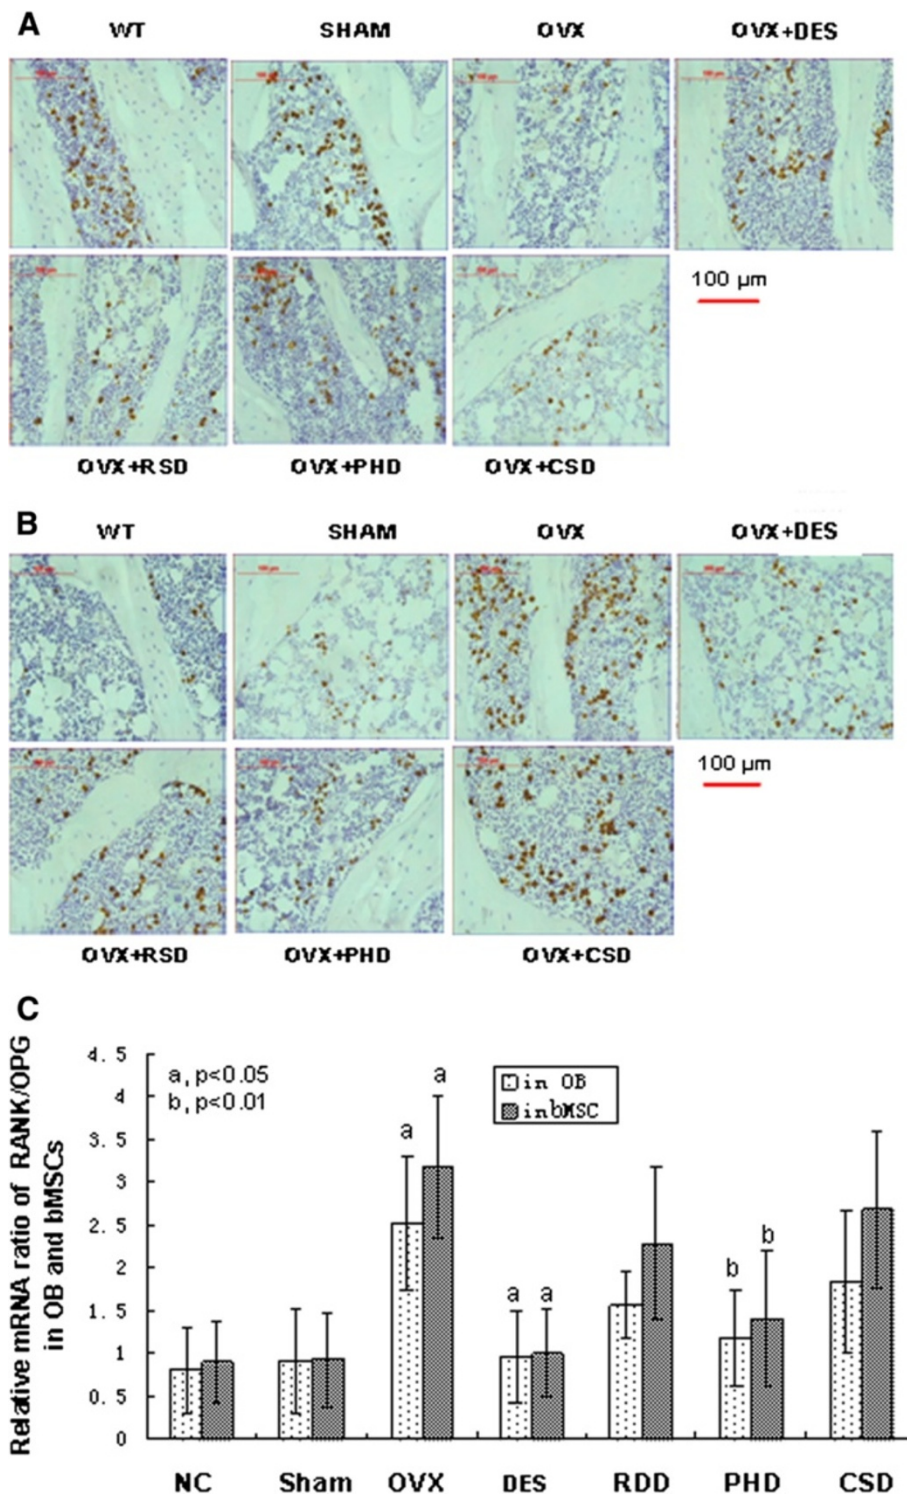 A
WT SHAM OVX OVX+DES
100 µm
OVX+RSD OVX+PHD OVX+CSD
B
WT SHAM OVX OVX+DES
100 µm
OVX+RSD OVX+PHD OVX+CSD
C
Relative mRNA ratio of RANK/OPG
in OB and bMSCs
4.5
4
3.5
3
2.5
2
1.5
1
0.5
0
a,p<0.05
b,p<0.01
in OB
inbMSC
a
a
a a
b
b
NC Sham OVX DES RDD PHD CSD